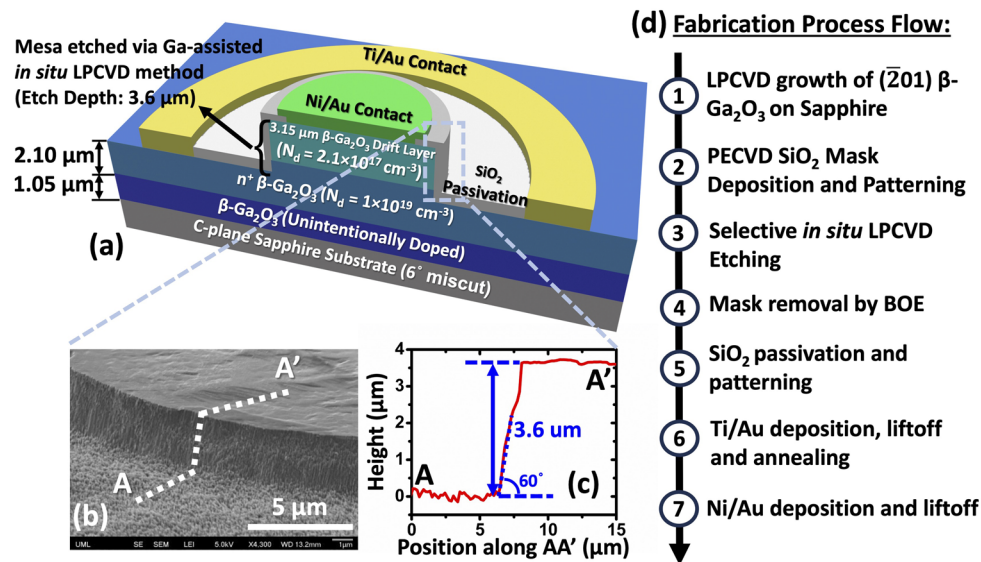 Mesa etched via Ga-assisted
in situ LPCVD method
(Etch Depth: 3.6 μm)
Ti/Au Contact
Ni/Au Contact
3.15 μm β-Ga₂O₃ Drift Layer
(N_d = 2.1×10¹⁷ cm⁻³)
2.10 μm
1.05 μm
n⁺ β-Ga₂O₃ (N_d = 1×10¹⁹ cm⁻³)
SiO₂
Passivation
β-Ga₂O₃ (Unintentionally Doped)
C-plane Sapphire Substrate (6° miscut)
(a)
A'
A
(b)
5 μm
UML SE SEM LEI 5.0kV X4,300 WD 13.2mm 1μm
Height (μm)
4
3
2
1
0
A
A'
3.6 um
60°
(c)
0 5 10 15
Position along AA' (μm)
(d) Fabrication Process Flow:
1 LPCVD growth of (2̅01) β-
Ga₂O₃ on Sapphire
2 PECVD SiO₂ Mask
Deposition and Patterning
3 Selective in situ LPCVD
Etching
4 Mask removal by BOE
5 SiO₂ passivation and
patterning
6 Ti/Au deposition, liftoff
and annealing
7 Ni/Au deposition and liftoff